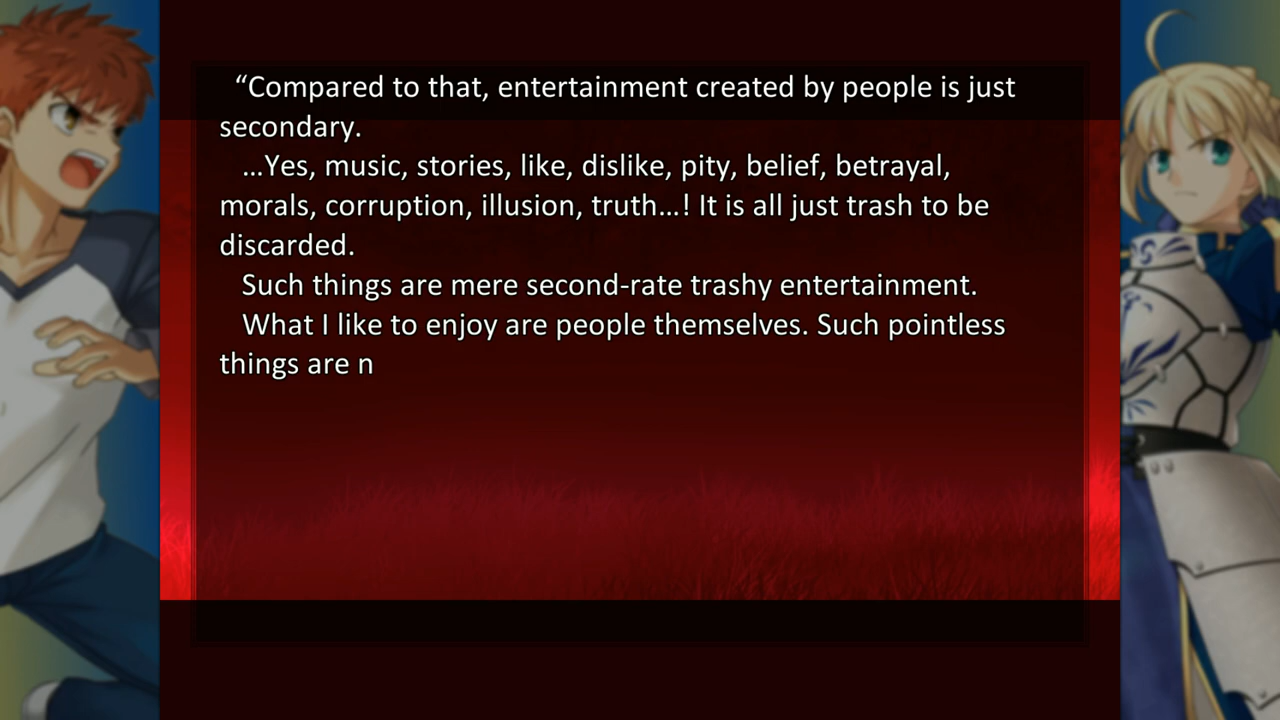 “Compared to that, entertainment created by people is just
secondary.
…Yes, music, stories, like, dislike, pity, belief, betrayal,
morals, corruption, illusion, truth…! It is all just trash to be
discarded.
Such things are mere second-rate trashy entertainment.
What I like to enjoy are people themselves. Such pointless
things are n